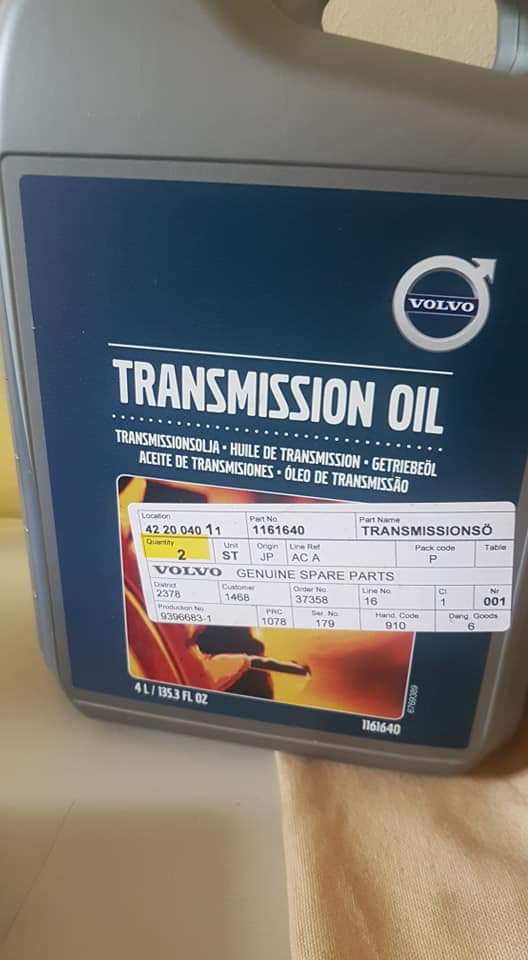 VOLVO
TRANSMISSION OIL
TRANSMISSIONSOLJA • HUILE DE TRANSMISSION • GETRIEBEÖL
ACEITE DE TRANSMISIONES • ÓLEO DE TRANSMISSÃO
Location Part No Part Name
42 20 040 11 1161640 TRANSMISSIONSÖ
Quantity Unit Origin Line Ref Pack.code Table
2 ST JP AC A P
VOLVO GENUINE SPARE PARTS
District Customer Order No. Line No. Cl Nr
2378 1468 37358 16 1 001
Production No. PRC Ser. No. Hand. Code Dang. Goods
9396683-1 1078 179 910 6
4 L / 135.3 FL OZ
1161640
6769389